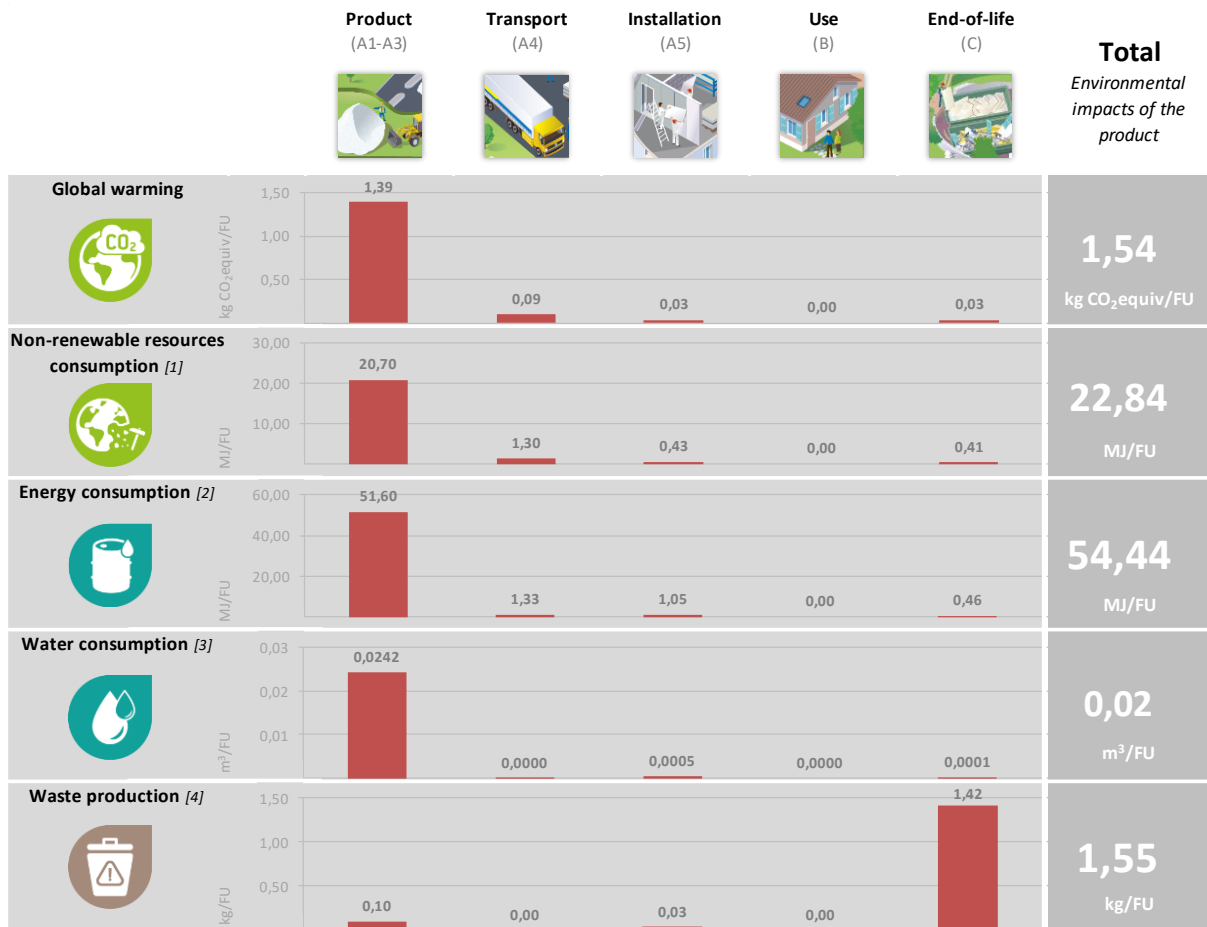 Product
(A1-A3)
Transport
(A4)
Installation
(A5)
Use
(B)
End-of-life
(C)
Total
Environmental
impacts of the
product
Global warming
CO₂
kg CO₂equiv/FU
1,50
1,00
0,50
1,39
0,09
0,03
0,00
0,03
1,54
kg CO₂equiv/FU
Non-renewable resources
consumption [1]
MJ/FU
30,00
20,00
10,00
20,70
1,30
0,43
0,00
0,41
22,84
MJ/FU
Energy consumption [2]
MJ/FU
60,00
40,00
20,00
51,60
1,33
1,05
0,00
0,46
54,44
MJ/FU
Water consumption [3]
m³/FU
0,03
0,02
0,01
0,0242
0,0000
0,0005
0,0000
0,0001
0,02
m³/FU
Waste production [4]
kg/FU
1,50
1,00
0,50
0,10
0,00
0,03
0,00
1,42
1,55
kg/FU